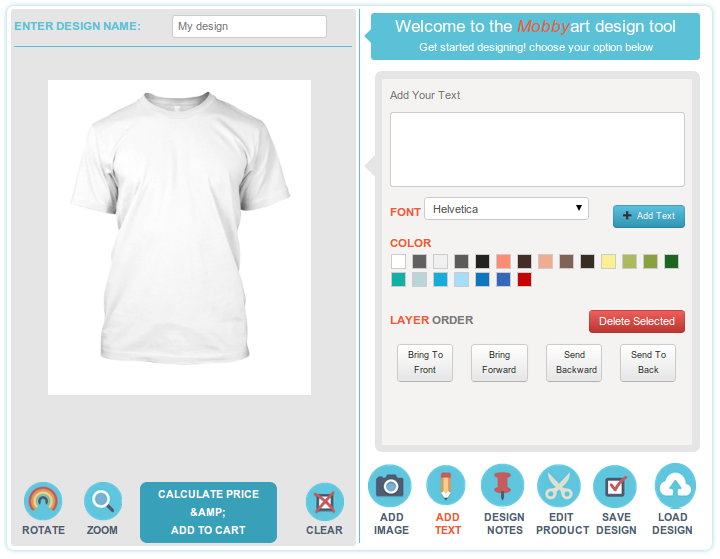 ENTER DESIGN NAME:
My design
Welcome to the Mobbyart design tool
Get started designing! choose your option below
Add Your Text
FONT
Helvetica
Add Text
COLOR
LAYER ORDER
Delete Selected
Bring To
Front
Bring
Forward
Send
Backward
Send To
Back
ROTATE
ZOOM
CALCULATE PRICE
&AMP;
ADD TO CART
CLEAR
ADD
IMAGE
ADD
TEXT
DESIGN
NOTES
EDIT
PRODUCT
SAVE
DESIGN
LOAD
DESIGN